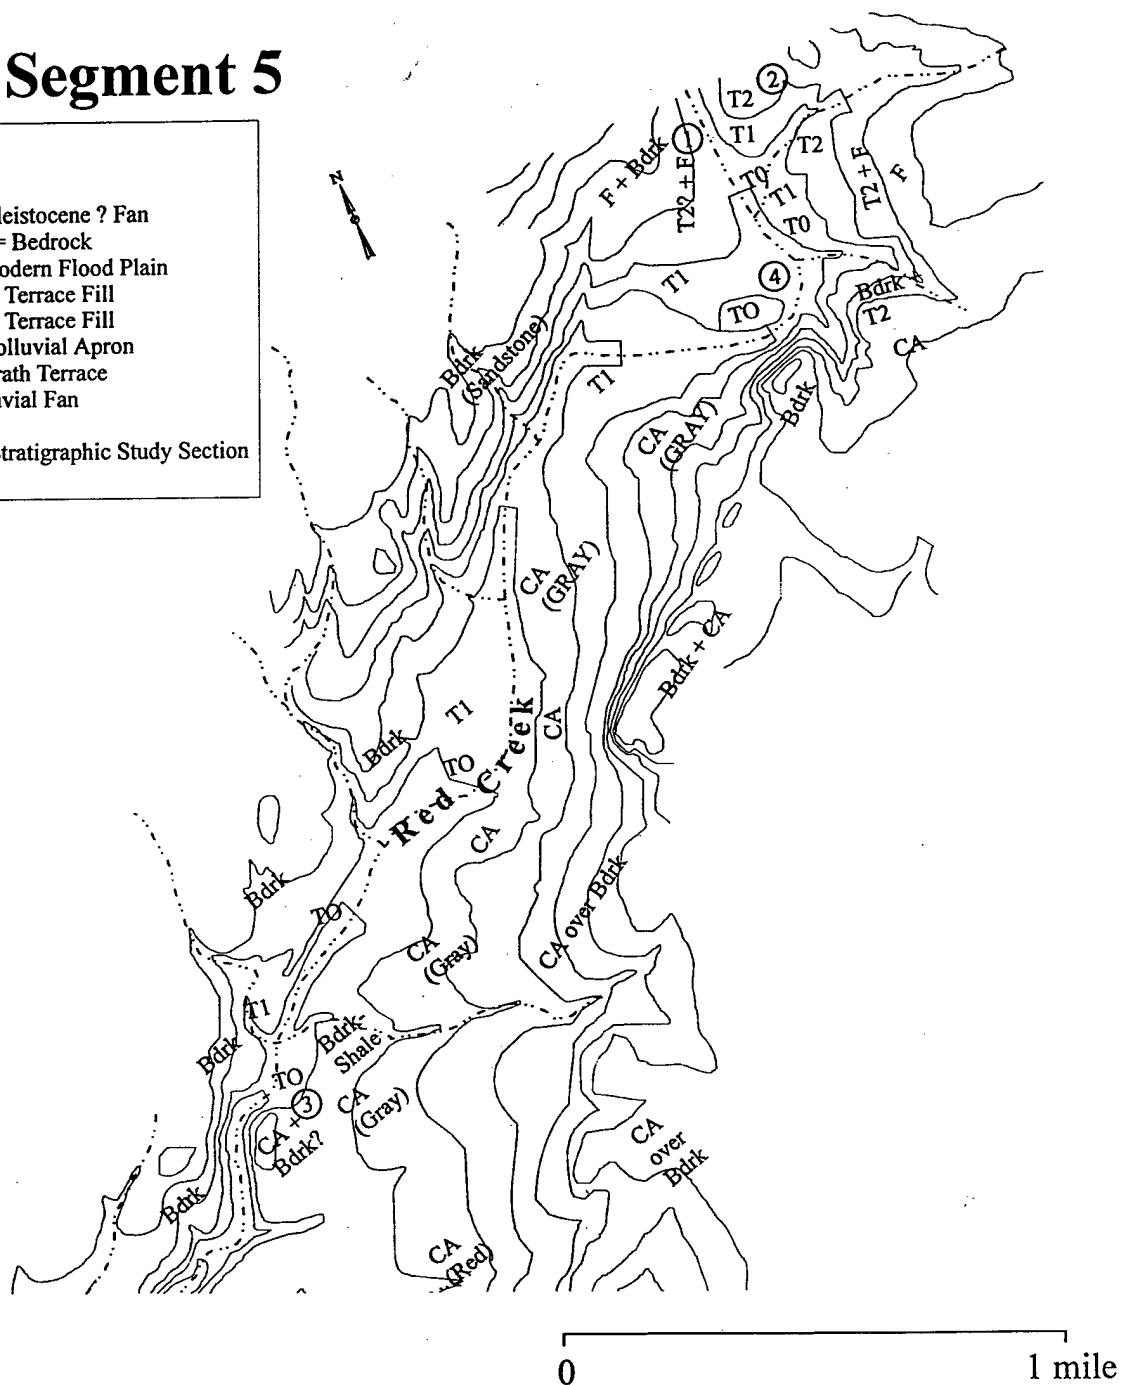 Segment 5
leistocene ? Fan
= Bedrock
odern Flood Plain
Terrace Fill
Terrace Fill
olluvial Apron
rath Terrace
vial Fan
tratigraphic Study Section
N
2
T2
1
T1
T2
F + Bdrk
T2? + F
T0
T1
T2 + F
F
T0
4
T1
TO
Bdrk +
T2
CA
Bdrk
(Sandstone)
T1
Bdrk
CA
(GRAY)
CA
(GRAY)
Bdrk + CA
T1
CA
Bdrk
TO
Red Creek
CA
Bdrk
TO
CA over Bdrk
CA
(Gray)
T1
Bdrk
Bdrk-
Shale
TO
3
CA
(Gray)
CA +
Bdrk?
CA
over
Bdrk
Bdrk
CA
(Red)
0
1 mile